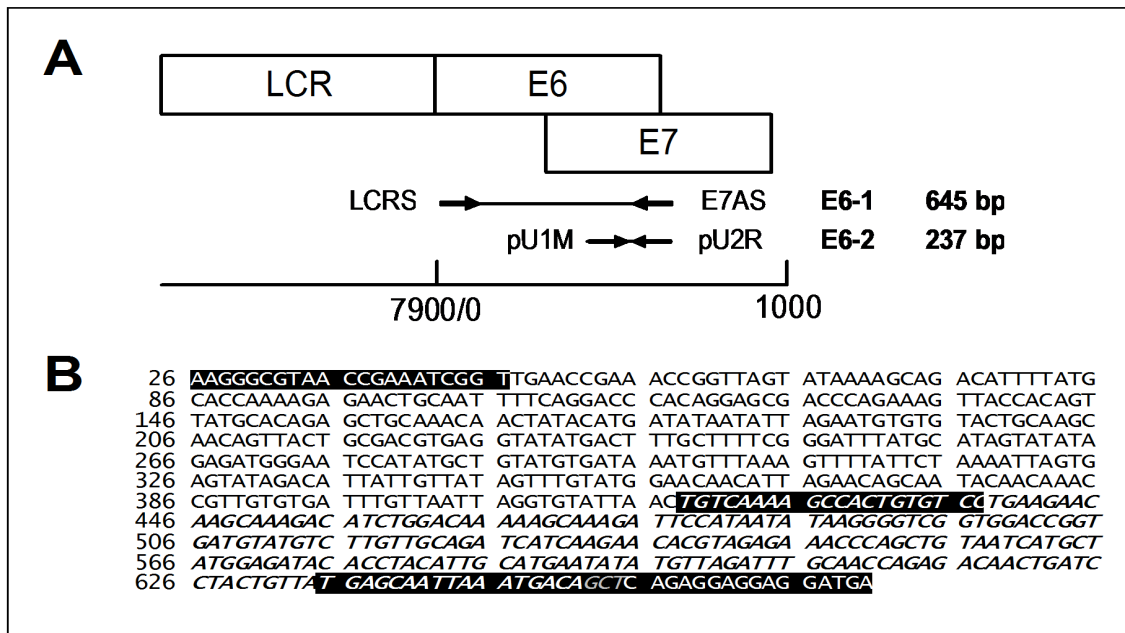 A
LCR E6
E7
LCRS E7AS E6-1 645 bp
pU1M pU2R E6-2 237 bp
7900/0 1000
B
26 AAGGGCGTAA CCGAAATCGG TTGAACCGAA ACCGGTTAGT ATAAAAGCAG ACATTTTATG
86 CACCAAAAGA GAACTGCAAT TTTCAGGACC CACAGGAGCG ACCCAGAAAG TTACCACAGT
146 TATGCACAGA GCTGCAAACA ACTATACATG ATATAATATT AGAATGTGTG TACTGCAAGC
206 AACAGTTACT GCGACGTGAG GTATATGACT TTGCTTTTCG GGATTTATGC ATAGTATATA
266 GAGATGGGAA TCCATATGCT GTATGTGATA AATGTTTAAA GTTTTATTCT AAAATTAGTG
326 AGTATAGACA TTATTGTTAT AGTTTGTATG GAACAACATT AGAACAGCAA TACAACAAAC
386 CGTTGTGTGA TTTGTTAATT AGGTGTATTA ACTGTCAAAA GCCACTGTGT CCTGAAGAAC
446 AAGCAAAGAC ATCTGGACAA AAAGCAAAGA TTCCATAATA TAAGGGGTCG GTGGACCGGT
506 GATGTATGTC TTGTTGCAGA TCATCAAGAA CACGTAGAGA AACCCAGCTG TAATCATGCT
566 ATGGAGATAC ACCTACATTG CATGAATATA TGTTAGATTT GCAACCAGAG ACAACTGATC
626 CTACTGTTAT GAGCAATTAA ATGACAGCTC AGAGGAGGAG GATGA